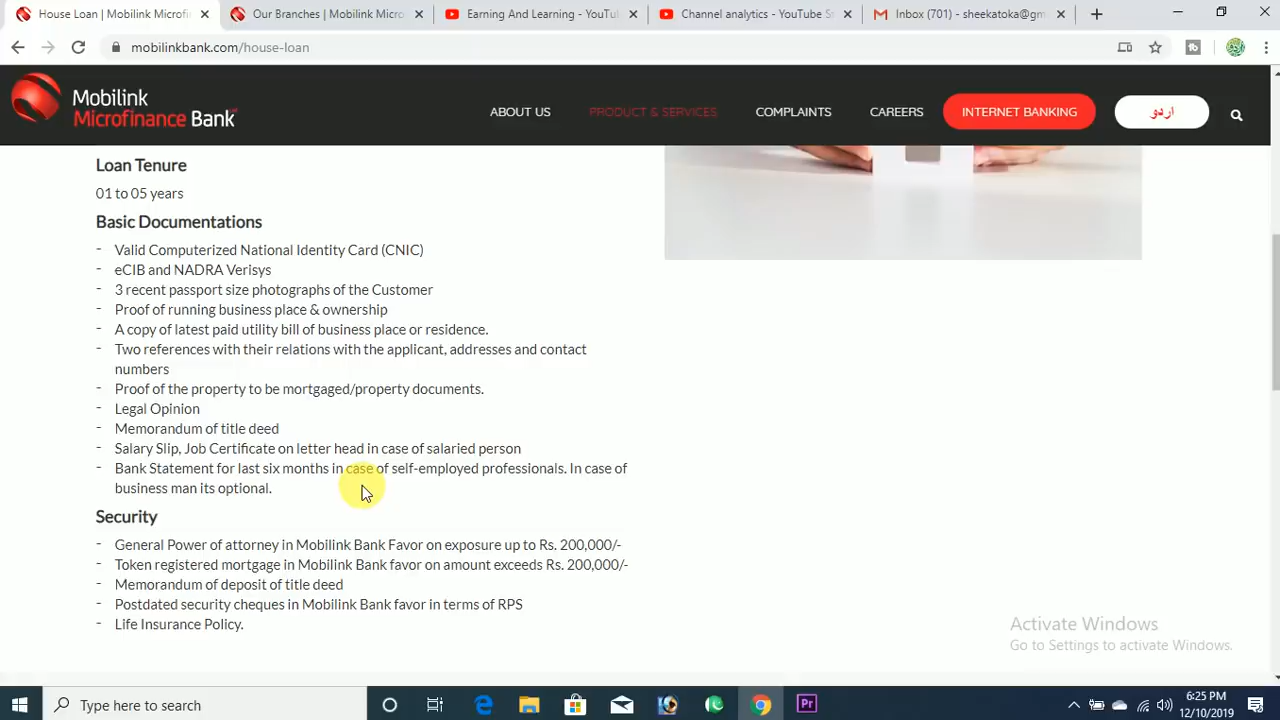 House Loan | Mobilink Microfin
Our Branches | Mobilink Micro
Earning And Learning - YouTu
Channel analytics - YouTube S
Inbox (701) - sheekatoka@gm
mobilinkbank.com/house-loan
Mobilink
Microfinance Bank
ABOUT US
PRODUCT & SERVICES
COMPLAINTS
CAREERS
INTERNET BANKING
اردو
Loan Tenure
01 to 05 years
Basic Documentations
- Valid Computerized National Identity Card (CNIC)
- eCIB and NADRA Verisys
- 3 recent passport size photographs of the Customer
- Proof of running business place & ownership
- A copy of latest paid utility bill of business place or residence.
- Two references with their relations with the applicant, addresses and contact
numbers
- Proof of the property to be mortgaged/property documents.
- Legal Opinion
- Memorandum of title deed
- Salary Slip, Job Certificate on letter head in case of salaried person
- Bank Statement for last six months in case of self-employed professionals. In case of
business man its optional.
Security
- General Power of attorney in Mobilink Bank Favor on exposure up to Rs. 200,000/-
- Token registered mortgage in Mobilink Bank favor on amount exceeds Rs. 200,000/-
- Memorandum of deposit of title deed
- Postdated security cheques in Mobilink Bank favor in terms of RPS
- Life Insurance Policy.
Activate Windows
Go to Settings to activate Windows.
Type here to search
Pr
6:25 PM
12/10/2019